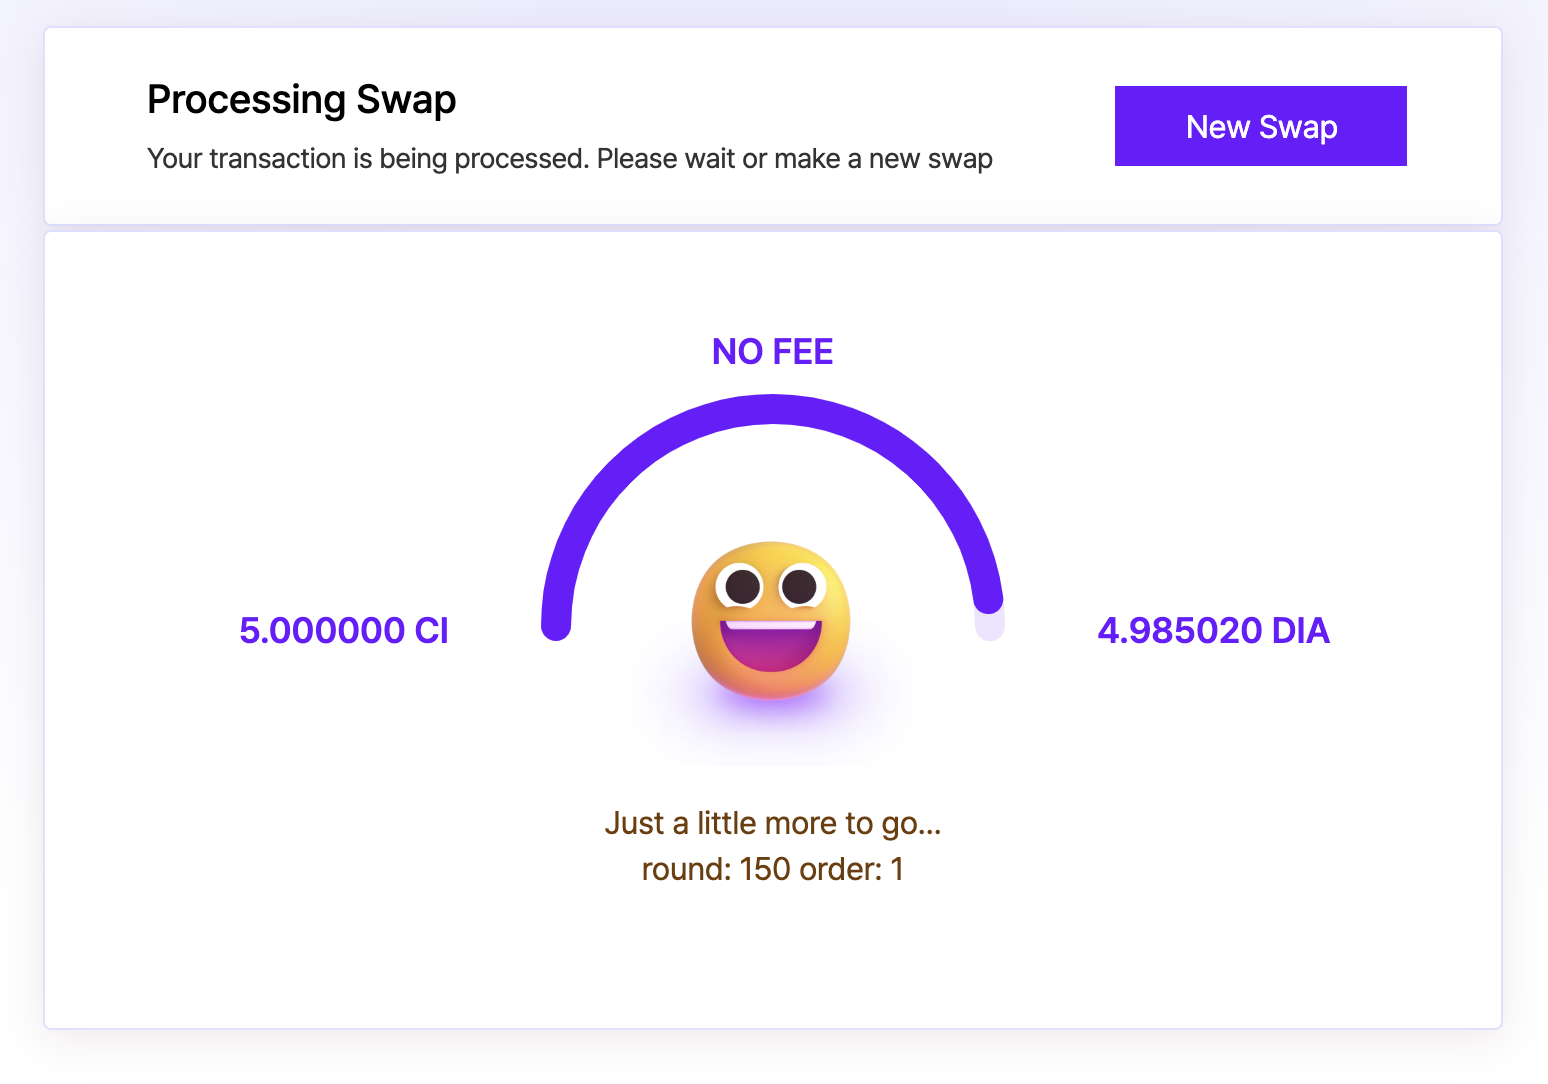 Processing Swap
Your transaction is being processed. Please wait or make a new swap
New Swap
NO FEE
5.000000 CI
4.985020 DIA
Just a little more to go...
round: 150 order: 1